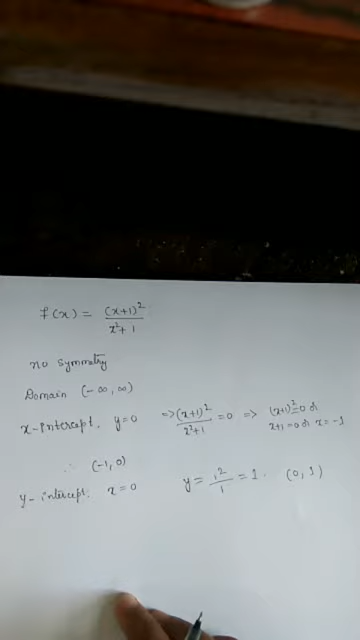 f(x) = (x+1)² / x²+1
no symmetry
Domain (-∞, ∞)
x-intercept, y=0 => (x+1)² / x²+1 = 0 => (x+1)²=0 or
x+1=0 or x=-1
∴ (-1, 0)
y-intercept: x=0 y = 1² / 1 = 1. (0, 1)